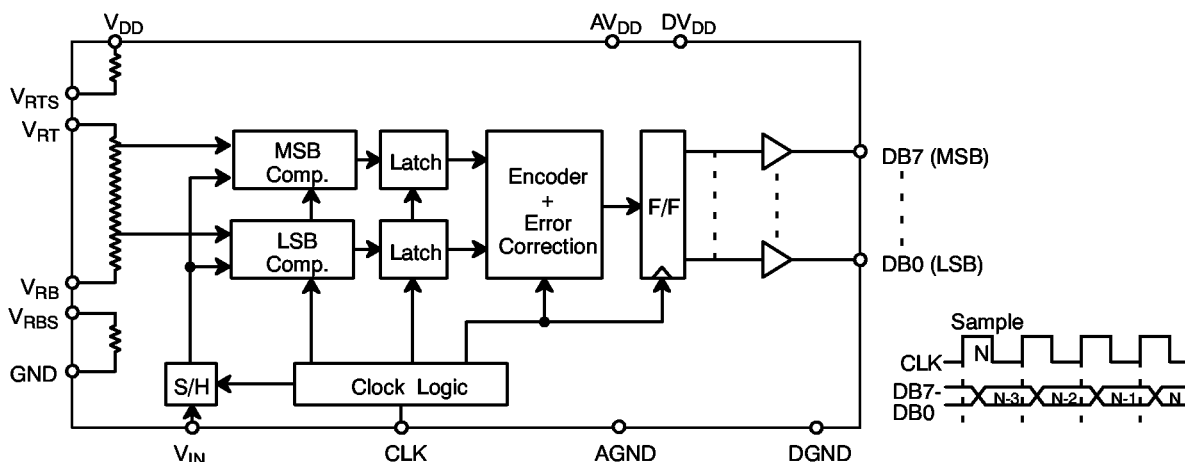 VDD
AVDD
DVDD
VRTS
VRT
MSB
Comp.
Latch
Encoder
+
Error
Correction
F/F
DB7 (MSB)
LSB
Comp.
Latch
DB0 (LSB)
VRB
VRBS
GND
S/H
Clock Logic
VIN
CLK
AGND
DGND
Sample
CLK
N
DB7-
DB0
N-3
N-2
N-1
N